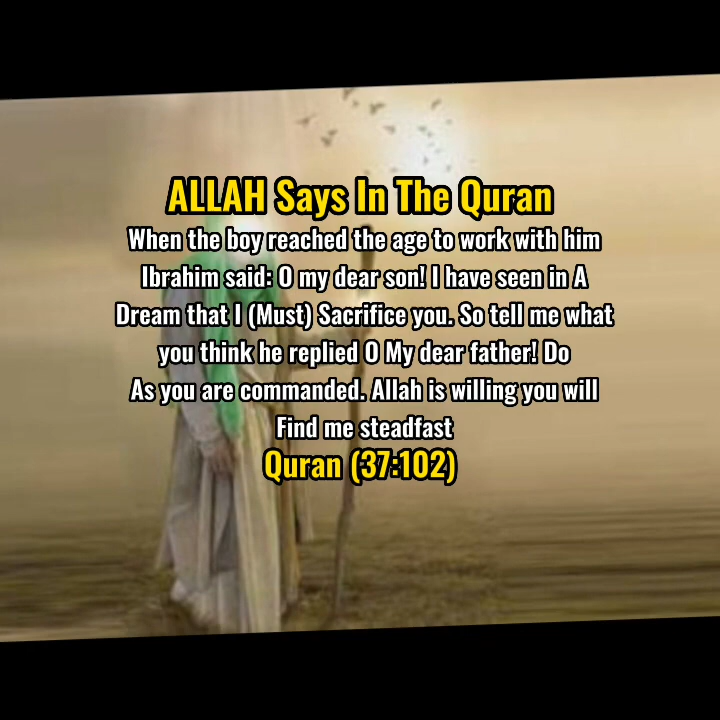 ALLAH Says In The Quran
When the boy reached the age to work with him
Ibrahim said: O my dear son! I have seen in A
Dream that I (Must) Sacrifice you. So tell me what
you think he replied O My dear father! Do
As you are commanded. Allah is willing you will
Find me steadfast
Quran (37:102)